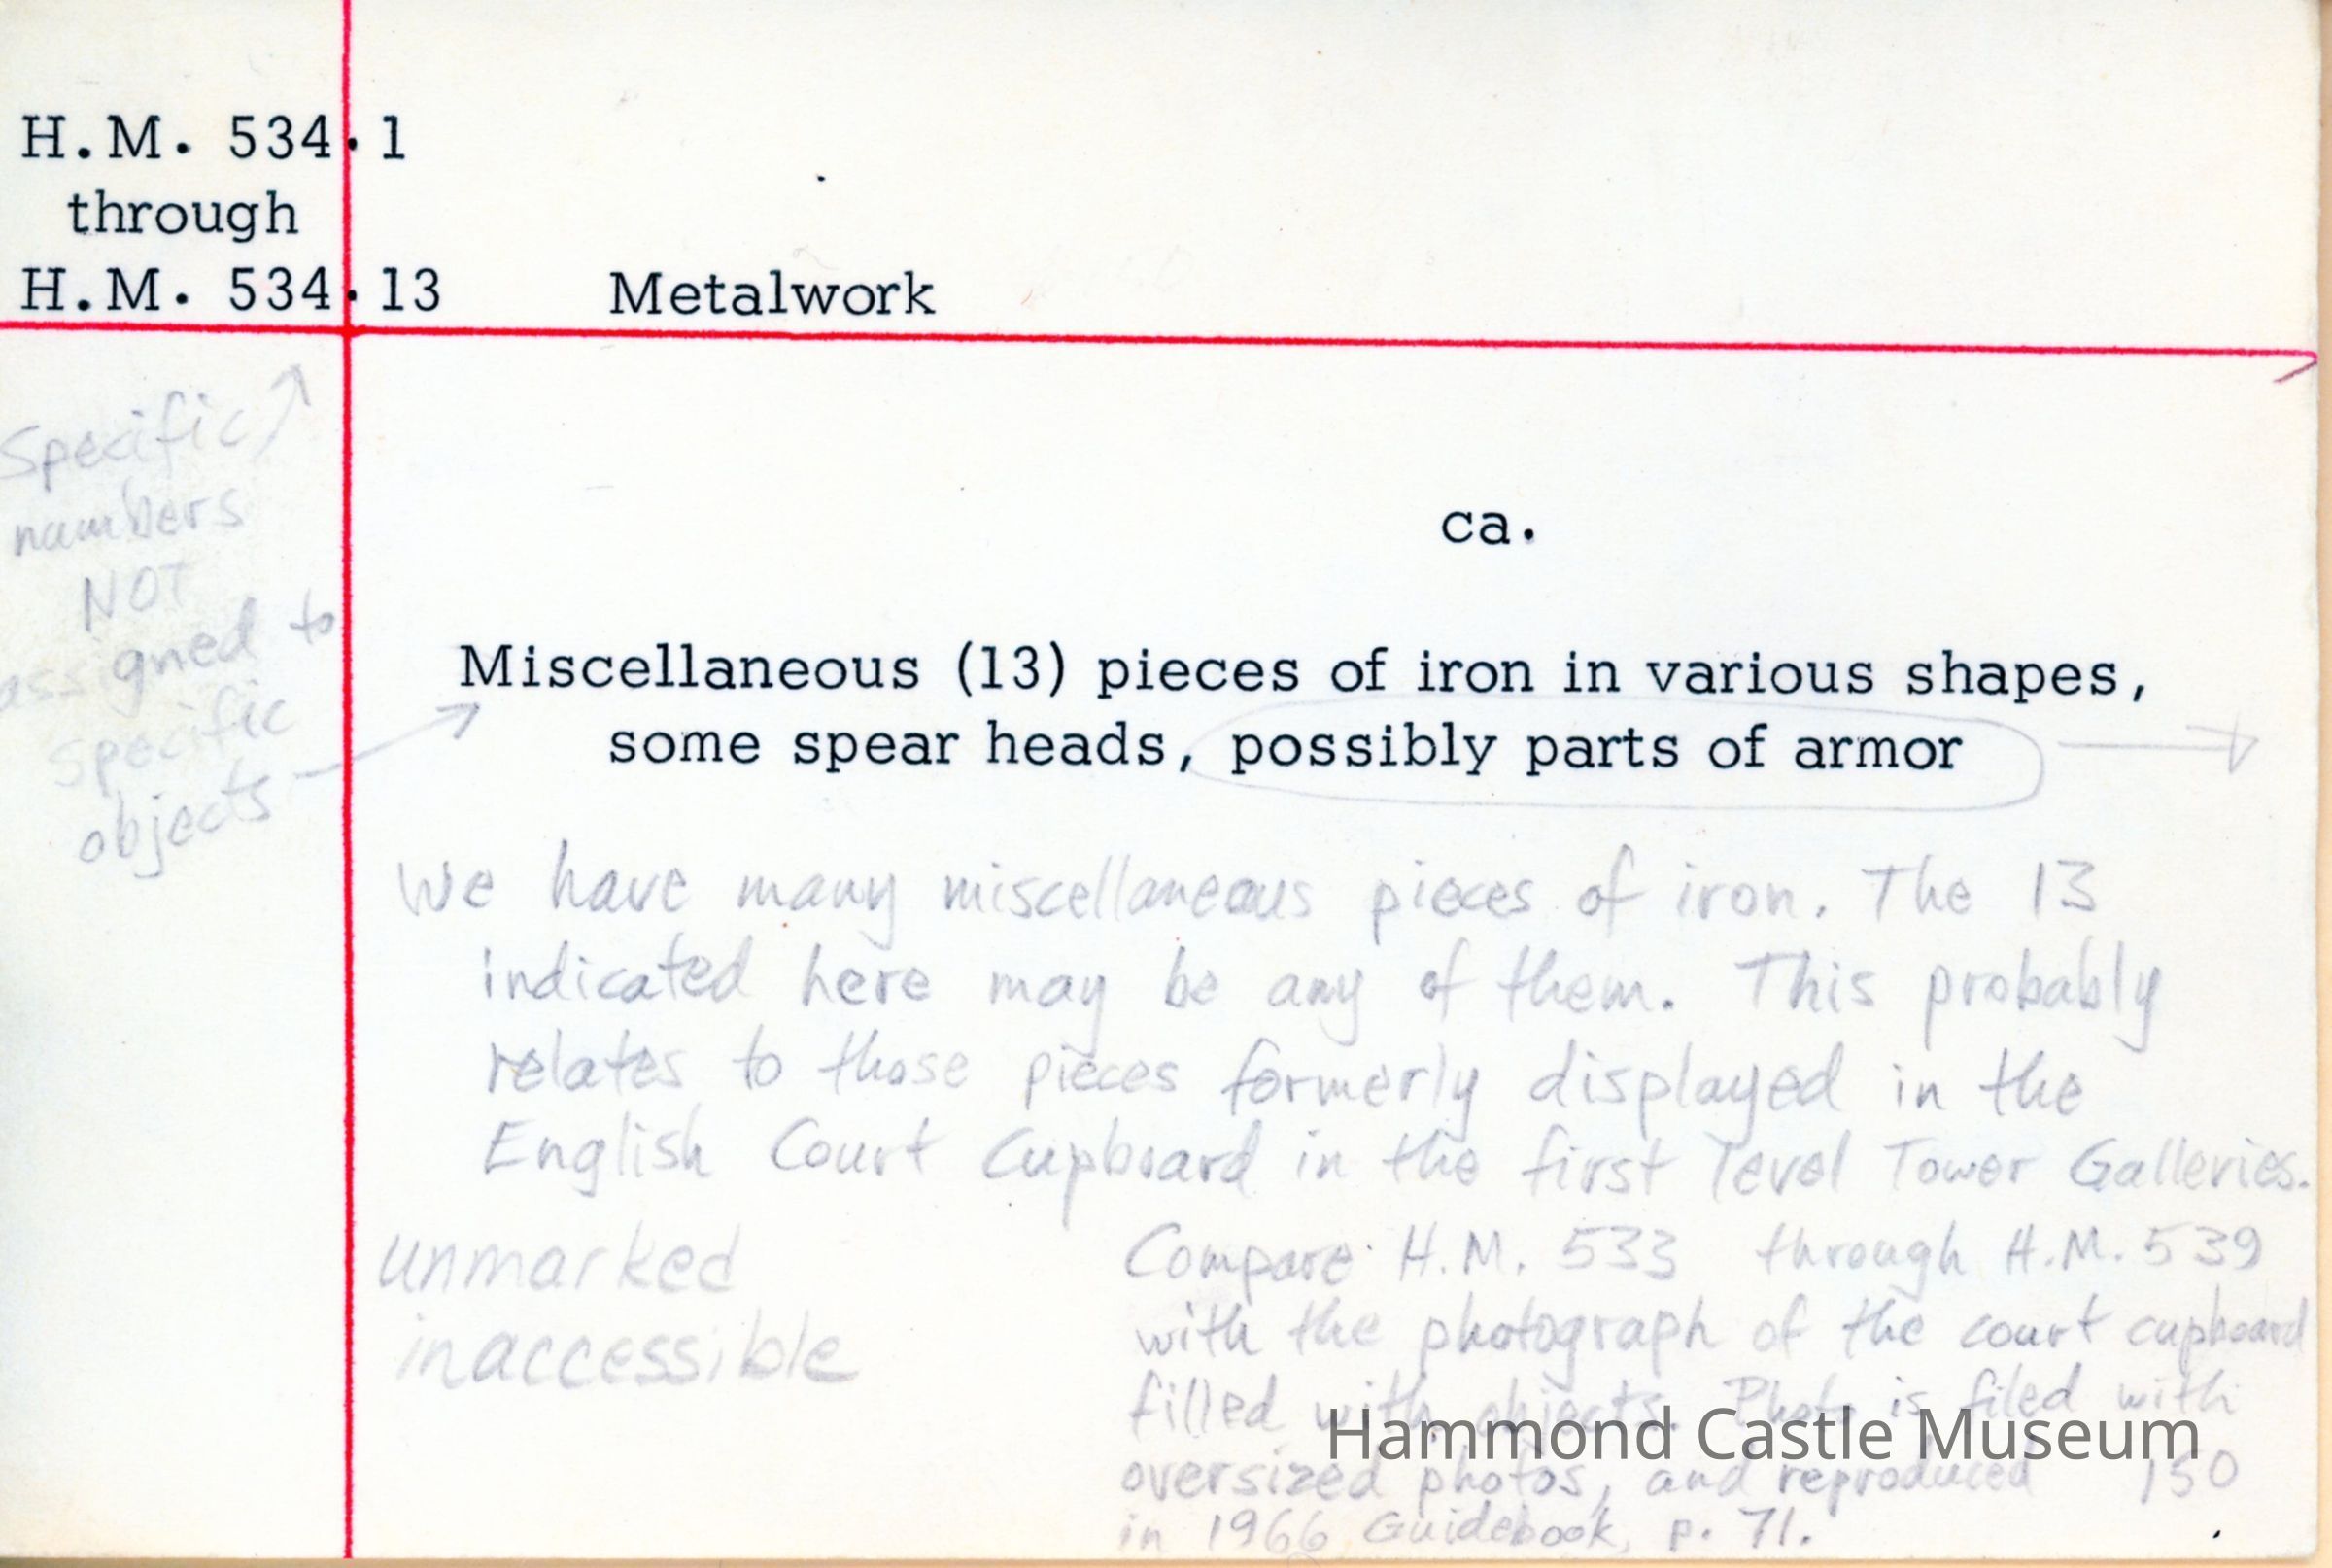 H.M. 534.1
through
H.M. 534.13 Metalwork
Specific
numbers
NOT
assigned to
specific
objects
ca.
Miscellaneous (13) pieces of iron in various shapes,
some spear heads, possibly parts of armor
We have many miscellaneous pieces of iron. The 13
indicated here may be any of them. This probably
relates to those pieces formerly displayed in the
English Court Cupboard in the first level Tower Galleries.
unmarked
inaccessible
Compare H.M. 533 through H.M. 539
with the photograph of the court cupboard
filled with objects. Photo is filed with
oversized photos, and reproduced
in 1966 Guidebook, p. 71.
150
Hammond Castle Museum